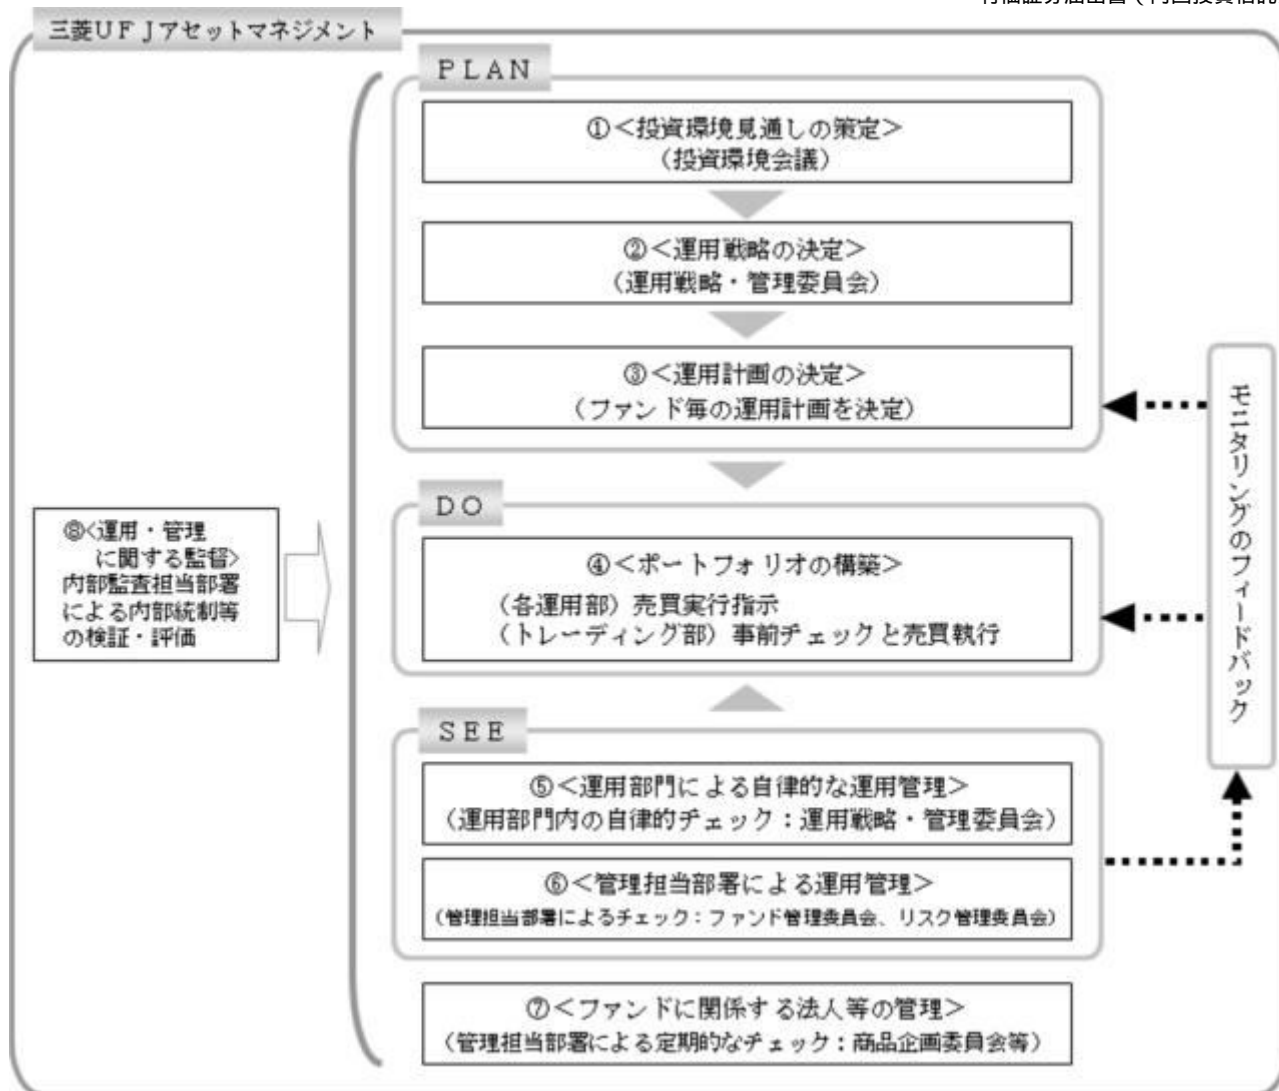 三菱UFJアセットマネジメント
PLAN
①<投資環境見通しの策定>
(投資環境会議)
②<運用戦略の決定>
(運用戦略・管理委員会)
③<運用計画の決定>
(ファンド毎の運用計画を決定)
DO
④<ポートフォリオの構築>
(各運用部)売買実行指示
(トレーディング部)事前チェックと売買執行
SEE
⑤<運用部門による自律的な運用管理>
(運用部門内の自律的チェック:運用戦略・管理委員会)
⑥<管理担当部署による運用管理>
(管理担当部署によるチェック:ファンド管理委員会、リスク管理委員会)
⑦<ファンドに関係する法人等の管理>
(管理担当部署による定期的なチェック:商品企画委員会等)
⑧<運用・管理
に関する監督>
内部監査担当部署
による内部統制等
の検証・評価
モニタリングのフィードバック